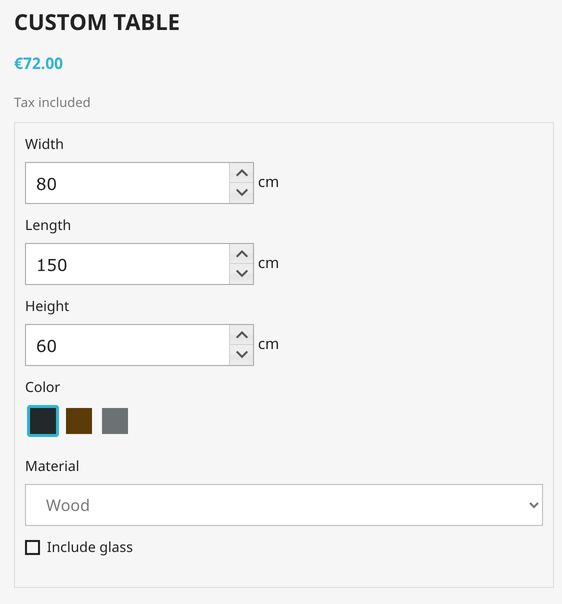 CUSTOM TABLE
€72.00
Tax included
Width
80 cm
Length
150 cm
Height
60 cm
Color
Material
Wood
Include glass